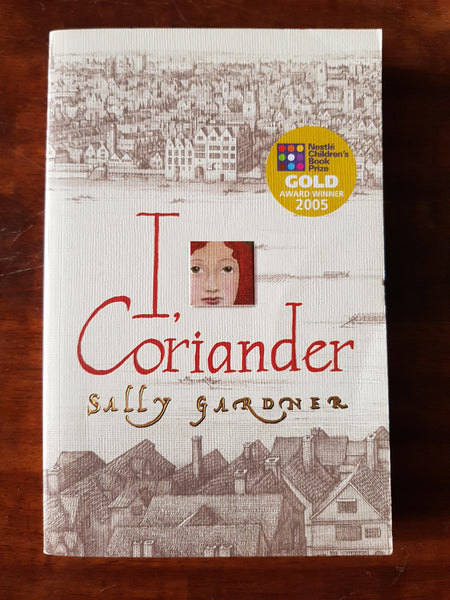 Nestlé
Children's
Book
Prize
GOLD
AWARD WINNER
2005
I,
Coriander
Sally Gardner